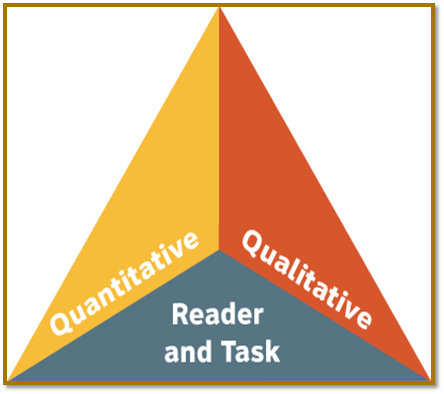 Quantitative
Qualitative
Reader
and Task